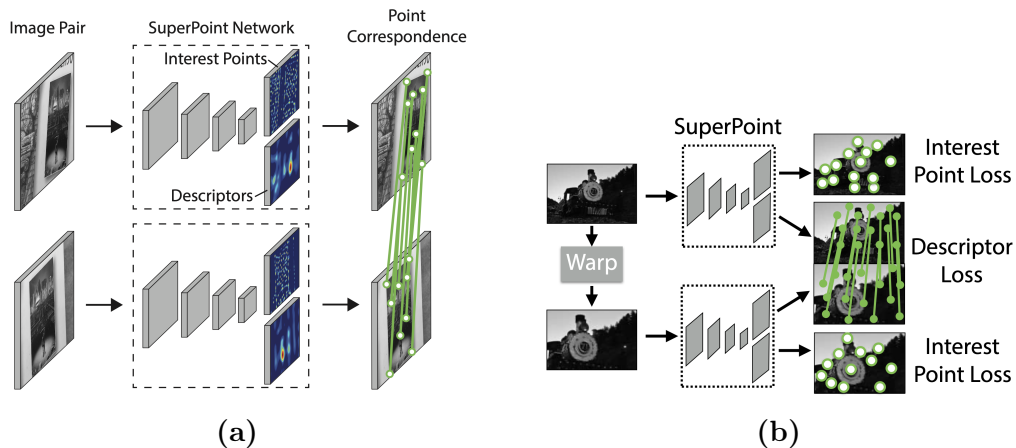 Image Pair
SuperPoint Network
Point
Correspondence
Interest Points
Descriptors
(a)
SuperPoint
Warp
Interest
Point Loss
Descriptor
Loss
Interest
Point Loss
(b)